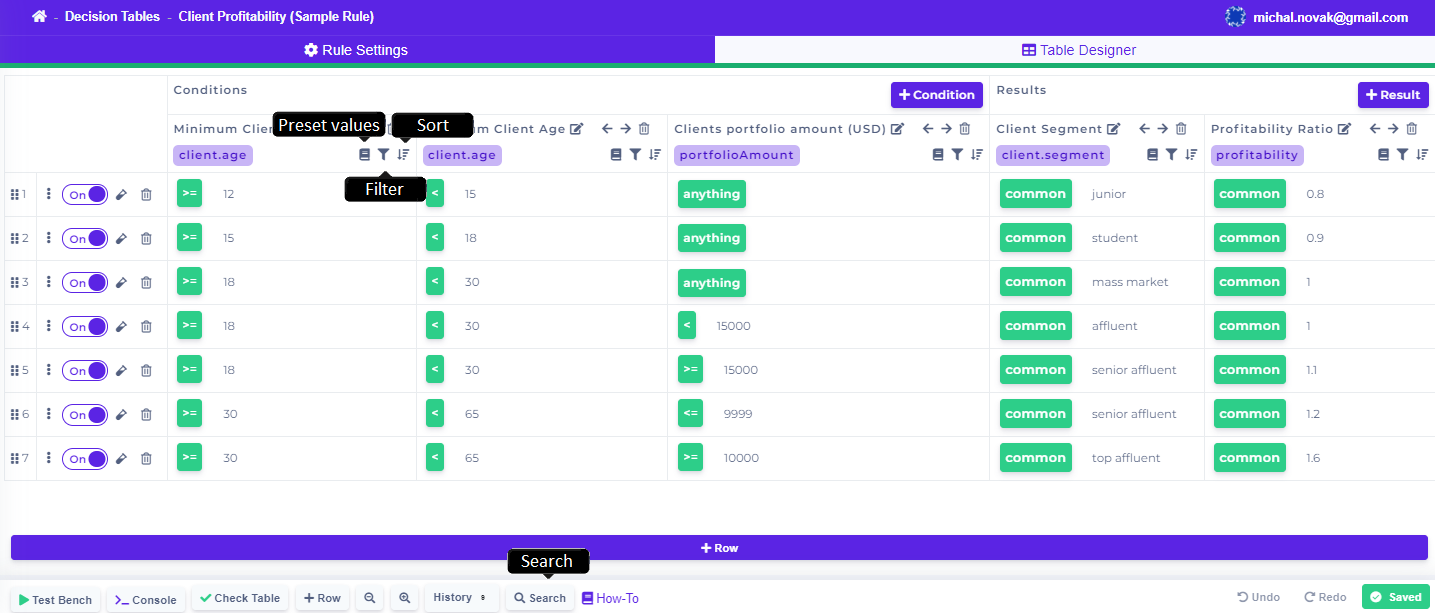 - Decision Tables - Client Profitability (Sample Rule)
michal.novak@gmail.com
Rule Settings
Table Designer
Conditions
+ Condition
Results
+ Result
Preset values
Sort
Minimum Clie
m Client Age
Clients portfolio amount (USD)
Client Segment
Profitability Ratio
client.age
client.age
portfolioAmount
client.segment
profitability
Filter
1 On >= 12 < 15 anything common junior common 0.8
2 On >= 15 < 18 anything common student common 0.9
3 On >= 18 < 30 anything common mass market common 1
4 On >= 18 < 30 < 15000 common affluent common 1
5 On >= 18 < 30 >= 15000 common senior affluent common 1.1
6 On >= 30 < 65 <= 9999 common senior affluent common 1.2
7 On >= 30 < 65 >= 10000 common top affluent common 1.6
+ Row
Search
Test Bench
Console
Check Table
+ Row
History
Search
How-To
Undo
Redo
Saved